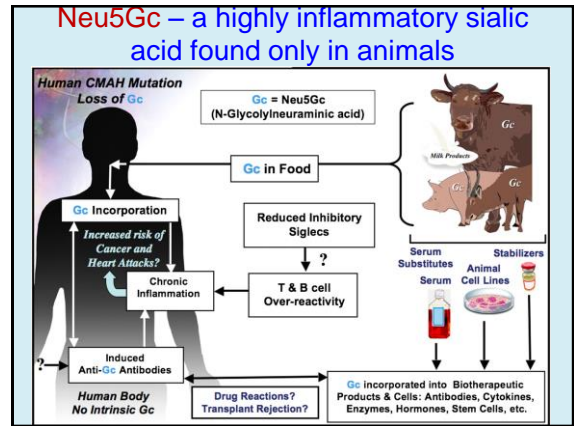 Neu5Gc – a highly inflammatory sialic
acid found only in animals
Human CMAH Mutation
Loss of Gc
Gc = Neu5Gc
(N-Glycolylneuraminic acid)
Gc
Milk Products
Gc in Food
Gc
Gc
Gc Incorporation
Reduced Inhibitory
Siglecs
Increased risk of
Cancer and
Heart Attacks?
?
Serum
Substitutes
Serum
Animal
Cell Lines
Stabilizers
Chronic
Inflammation
T & B cell
Over-reactivity
?
Induced
Anti-Gc Antibodies
Human Body
No Intrinsic Gc
Drug Reactions?
Transplant Rejection?
Gc incorporated into Biotherapeutic
Products & Cells: Antibodies, Cytokines,
Enzymes, Hormones, Stem Cells, etc.